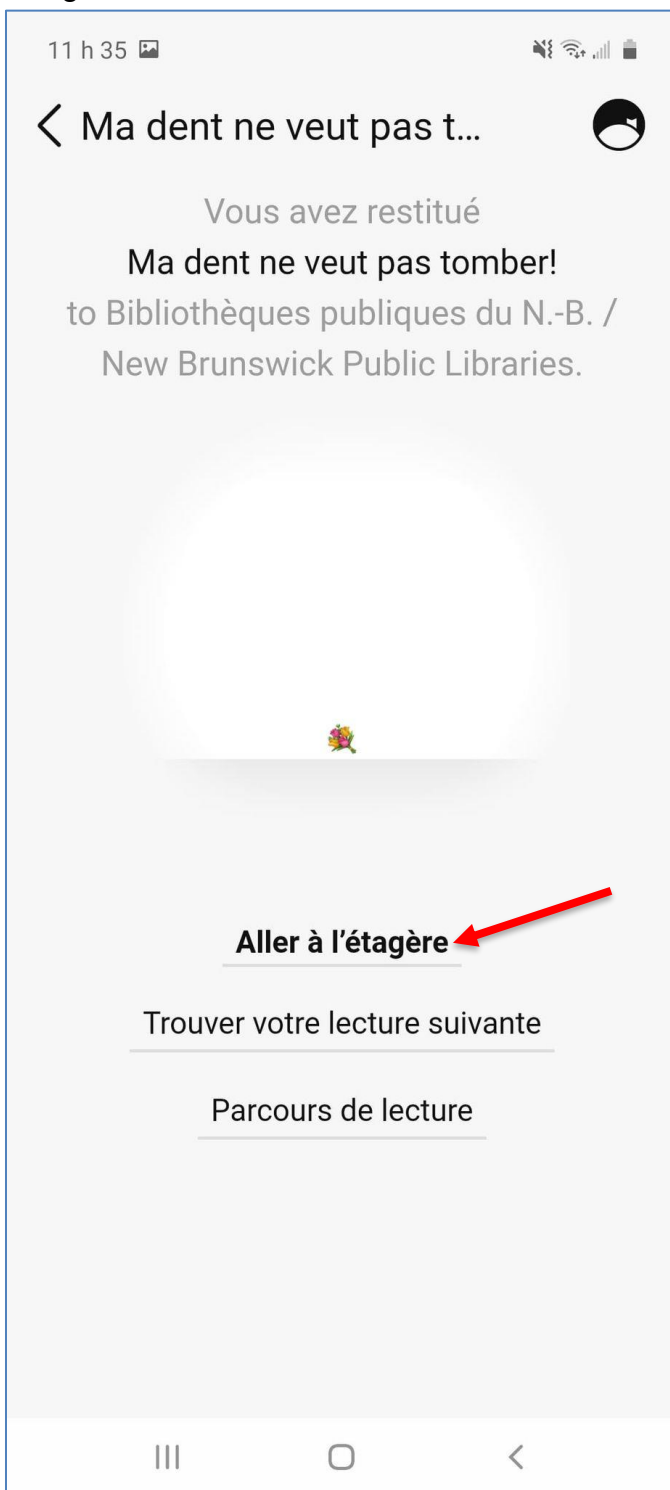 11 h 35
Ma dent ne veut pas t...
Vous avez restitué
Ma dent ne veut pas tomber!
to Bibliothèques publiques du N.-B. /
New Brunswick Public Libraries.
Aller à l’étagère
Trouver votre lecture suivante
Parcours de lecture